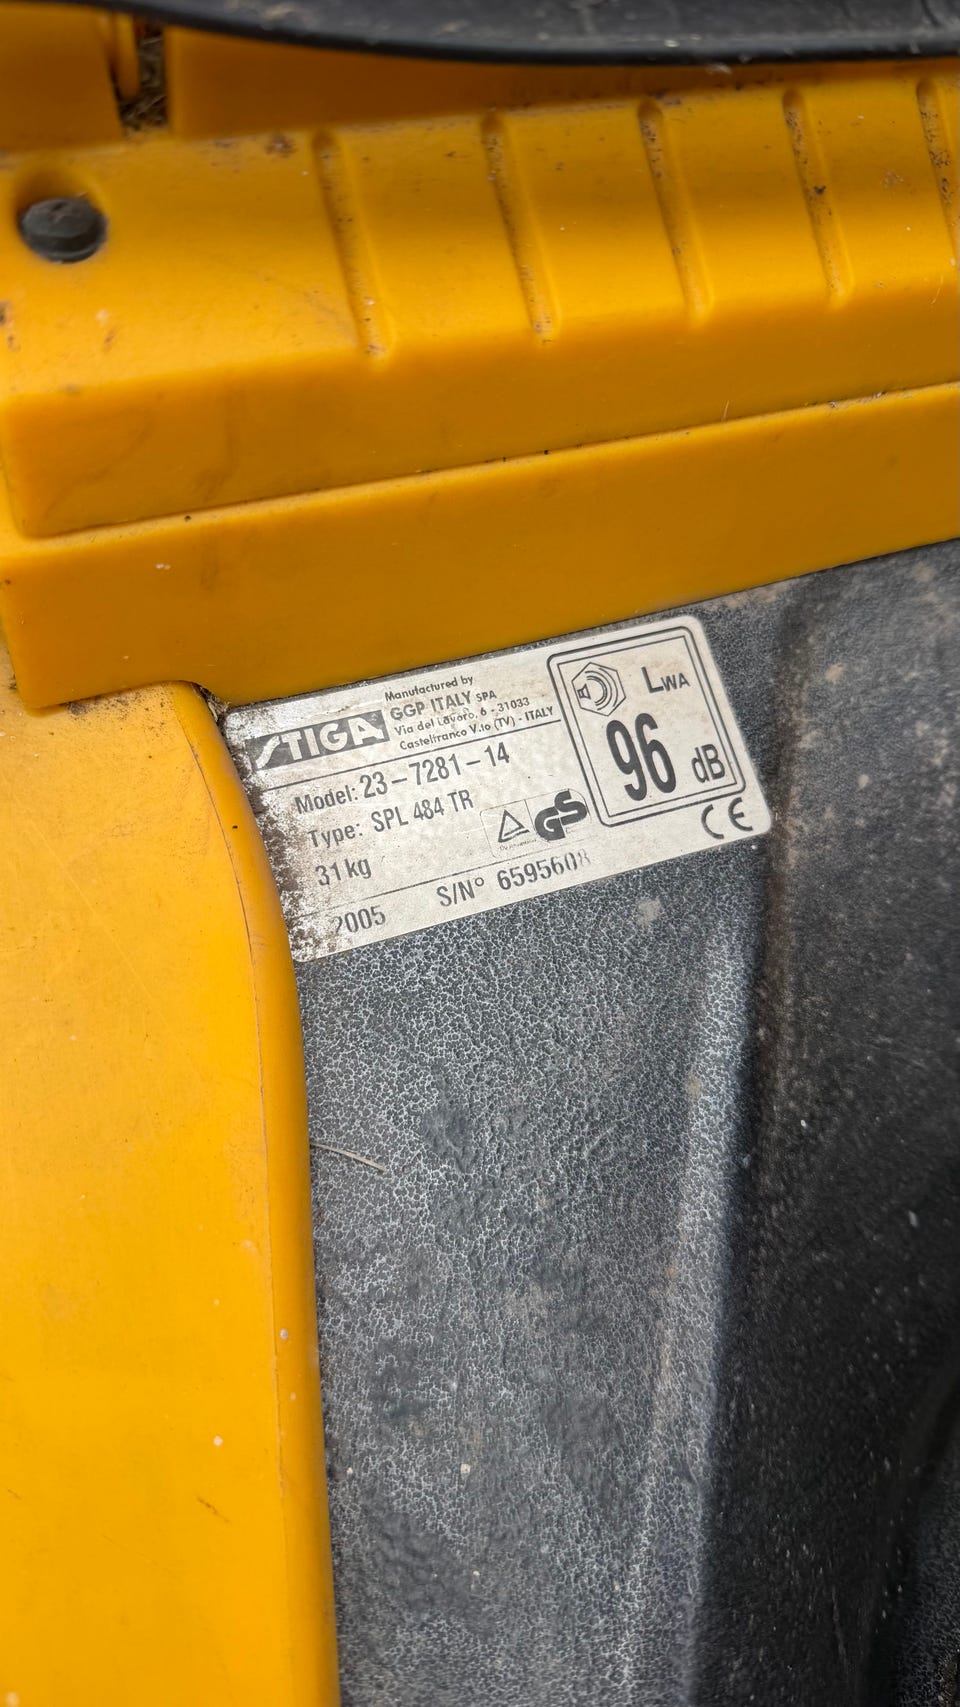 STIGA
Manufactured by
GGP ITALY SPA
Via del Lavoro, 6 - 31033
Castelfranco V.to (TV) - ITALY
Model: 23-7281-14
Type: SPL 484 TR
31 kg
2005 S/N° 6595608
GS
LWA
96 dB
CE